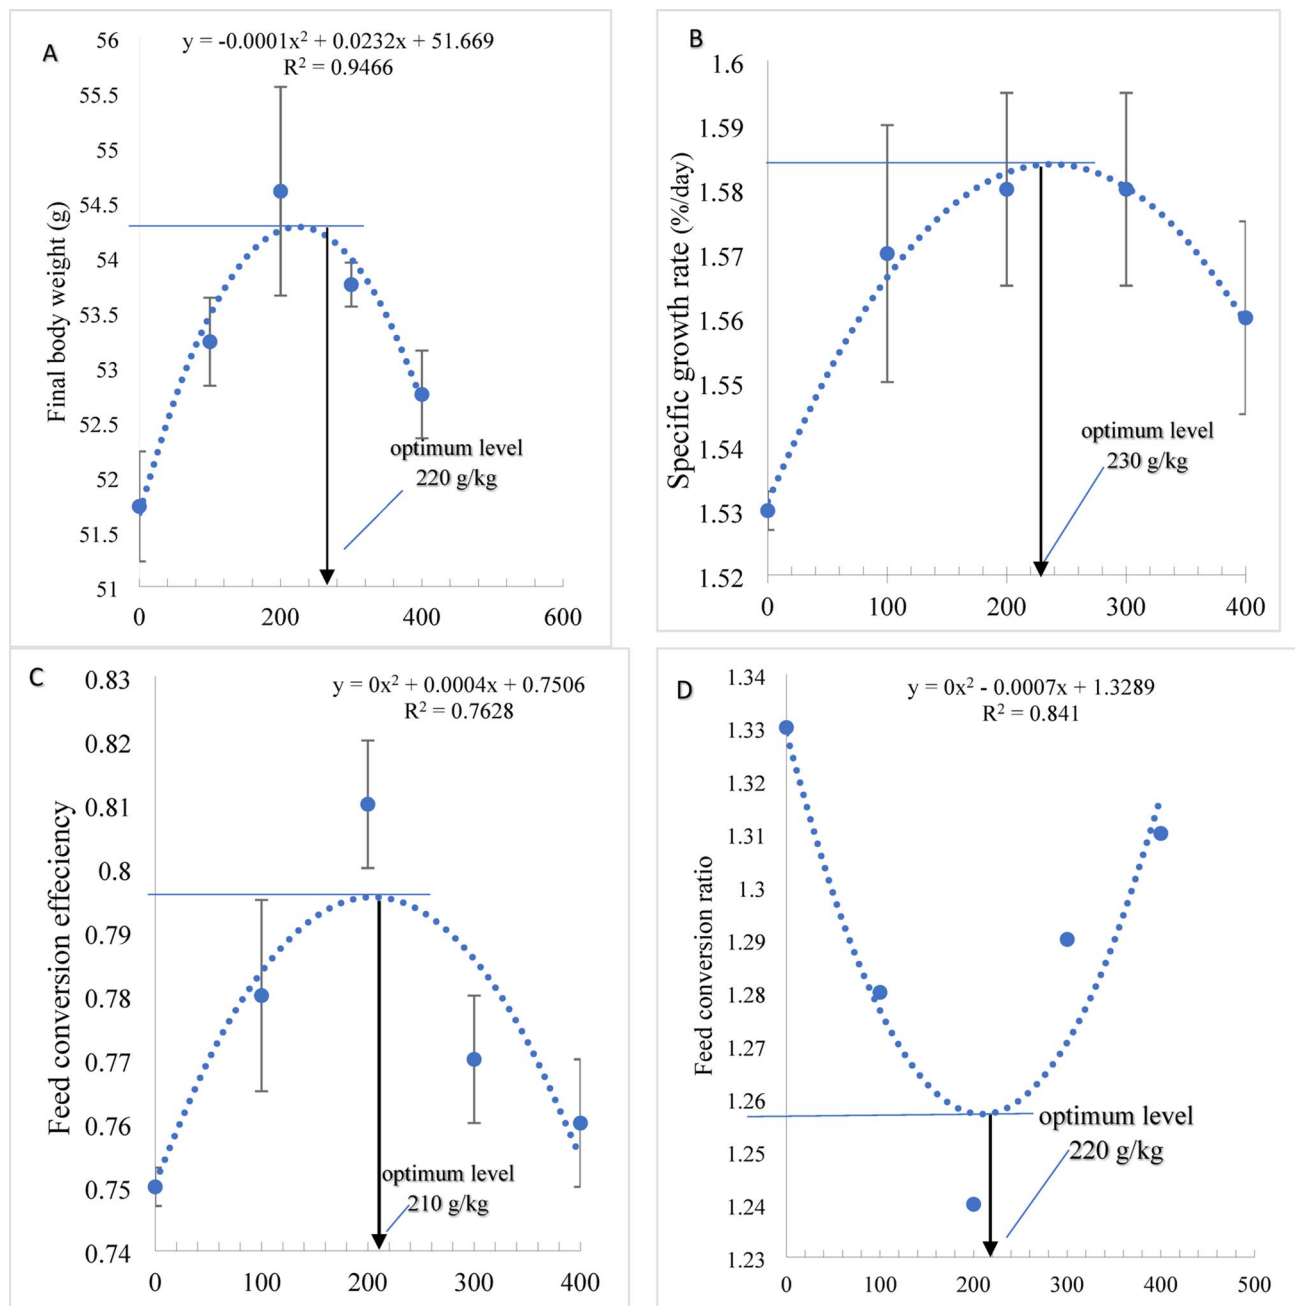 A
y = -0.0001x² + 0.0232x + 51.669
R² = 0.9466
Final body weight (g)
56
55.5
55
54.5
54
53.5
53
52.5
52
51.5
51
optimum level
220 g/kg
0 200 400 600
B
Specific growth rate (%/day)
1.6
1.59
1.58
1.57
1.56
1.55
1.54
1.53
1.52
optimum level
230 g/kg
0 100 200 300 400
C
y = 0x² + 0.0004x + 0.7506
R² = 0.7628
Feed conversion effeciency
0.83
0.82
0.81
0.8
0.79
0.78
0.77
0.76
0.75
0.74
optimum level
210 g/kg
0 100 200 300 400
D
y = 0x² - 0.0007x + 1.3289
R² = 0.841
Feed conversion ratio
1.34
1.33
1.32
1.31
1.3
1.29
1.28
1.27
1.26
1.25
1.24
1.23
optimum level
220 g/kg
0 100 200 300 400 500